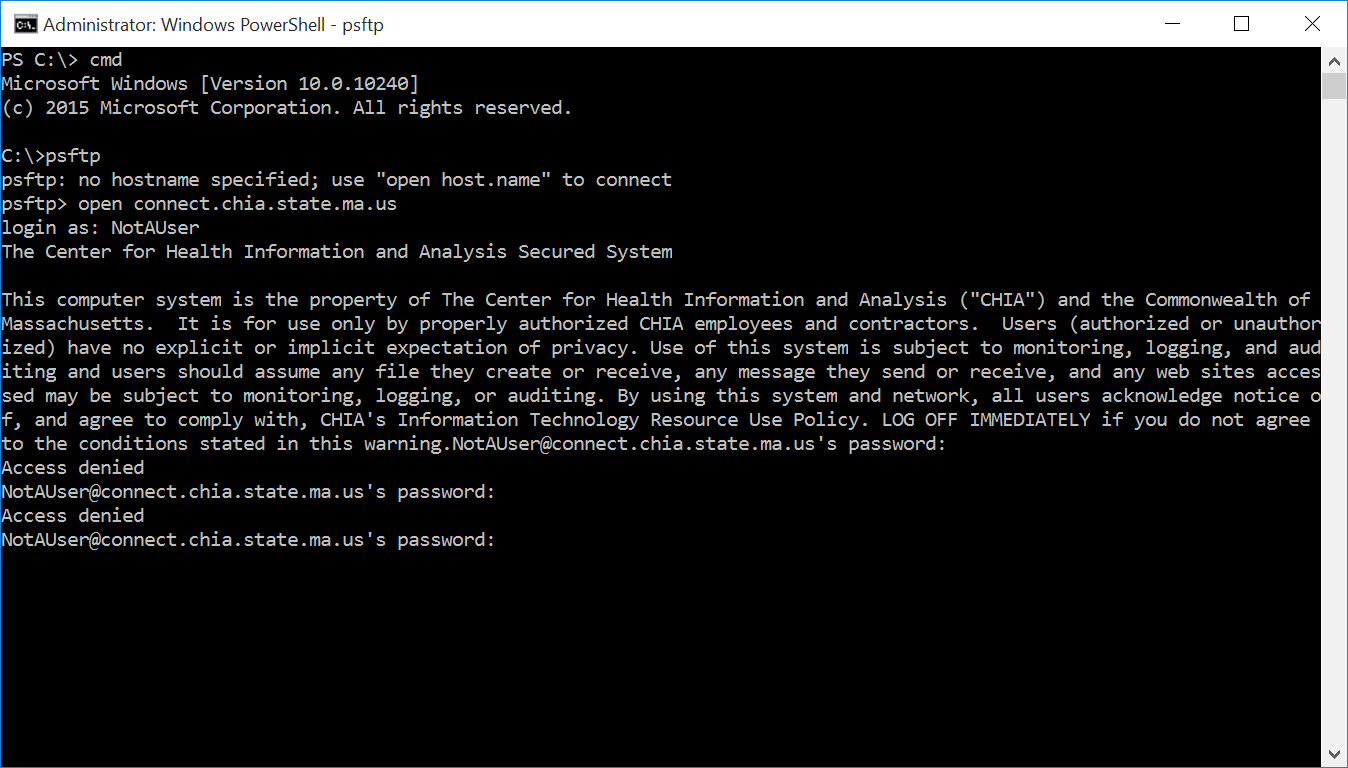 Administrator: Windows PowerShell - psftp
PS C:\> cmd
Microsoft Windows [Version 10.0.10240]
(c) 2015 Microsoft Corporation. All rights reserved.
C:\>psftp
psftp: no hostname specified; use "open host.name" to connect
psftp> open connect.chia.state.ma.us
login as: NotAUser
The Center for Health Information and Analysis Secured System
This computer system is the property of The Center for Health Information and Analysis ("CHIA") and the Commonwealth of
Massachusetts.  It is for use only by properly authorized CHIA employees and contractors.  Users (authorized or unauthor
ized) have no explicit or implicit expectation of privacy. Use of this system is subject to monitoring, logging, and aud
iting and users should assume any file they create or receive, any message they send or receive, and any web sites acces
sed may be subject to monitoring, logging, or auditing. By using this system and network, all users acknowledge notice o
f, and agree to comply with, CHIA's Information Technology Resource Use Policy. LOG OFF IMMEDIATELY if you do not agree
to the conditions stated in this warning.NotAUser@connect.chia.state.ma.us's password:
Access denied
NotAUser@connect.chia.state.ma.us's password:
Access denied
NotAUser@connect.chia.state.ma.us's password: